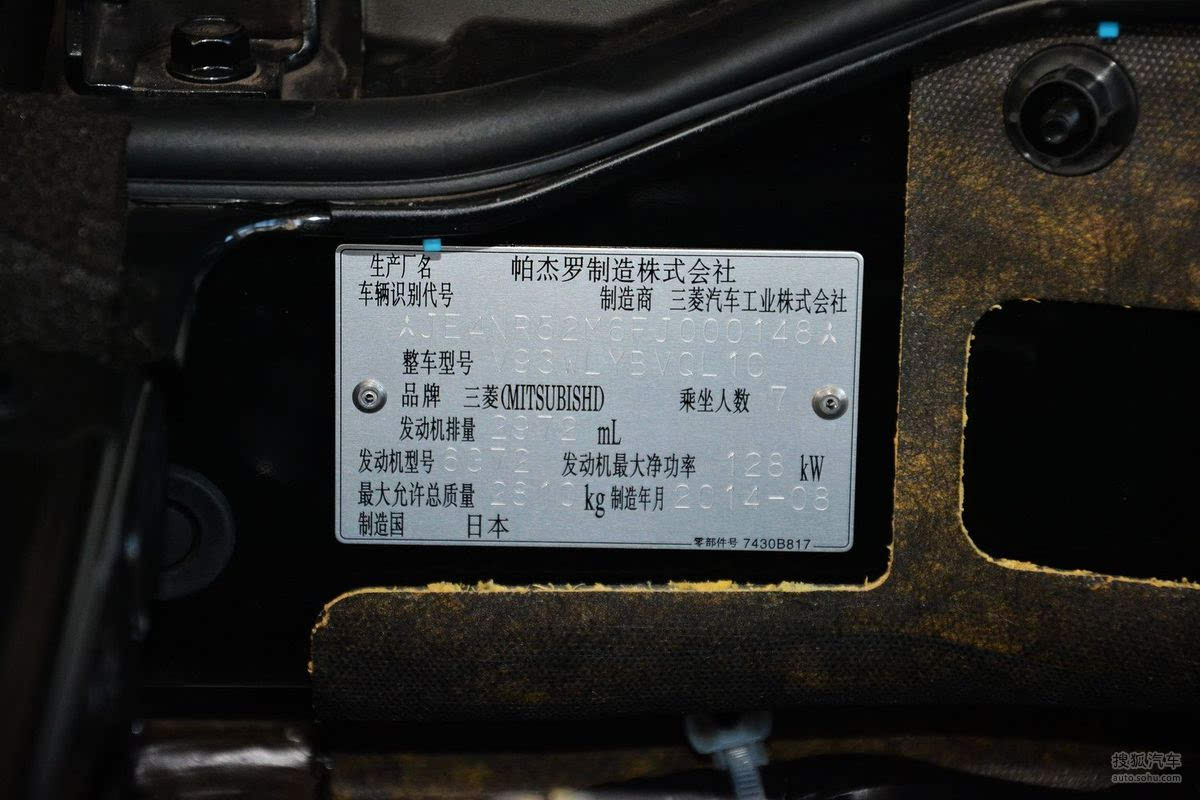 生产厂名 帕杰罗制造株式会社
车辆识别代号 制造商 三菱汽车工业株式会社
*JE4NR52M6FJ000148*
整车型号 V93WLYBVQL1C
品牌 三菱(MITSUBISHI) 乘坐人数 7
发动机排量 2972 mL
发动机型号 6G72 发动机最大净功率 128 kW
最大允许总质量 2810 kg 制造年月 2014-08
制造国 日本
零部件号 7430B817
搜狐汽车
auto.sohu.com